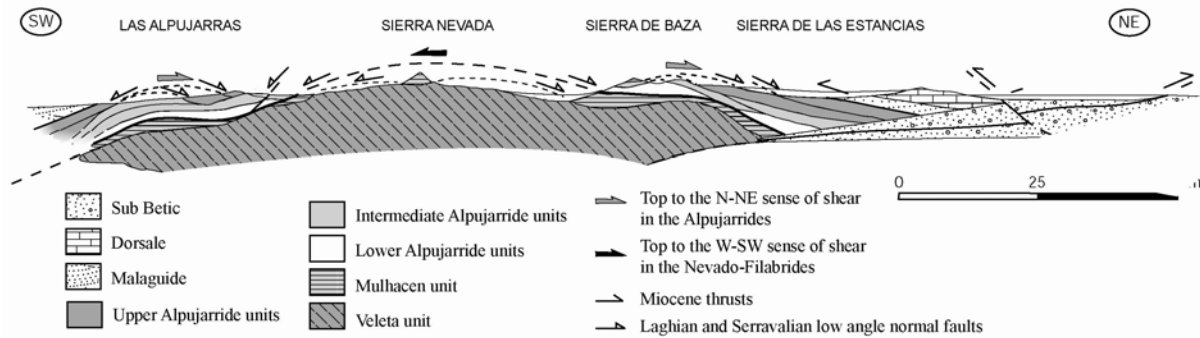 SW
LAS ALPUJARRAS
SIERRA NEVADA
SIERRA DE BAZA
SIERRA DE LAS ESTANCIAS
NE
Sub Betic
Dorsale
Malaguide
Upper Alpujarride units
Intermediate Alpujarride units
Lower Alpujarride units
Mulhacen unit
Veleta unit
Top to the N-NE sense of shear
in the Alpujarrides
Top to the W-SW sense of shear
in the Nevado-Filabrides
Miocene thrusts
Laghian and Serravalian low angle normal faults
0
25